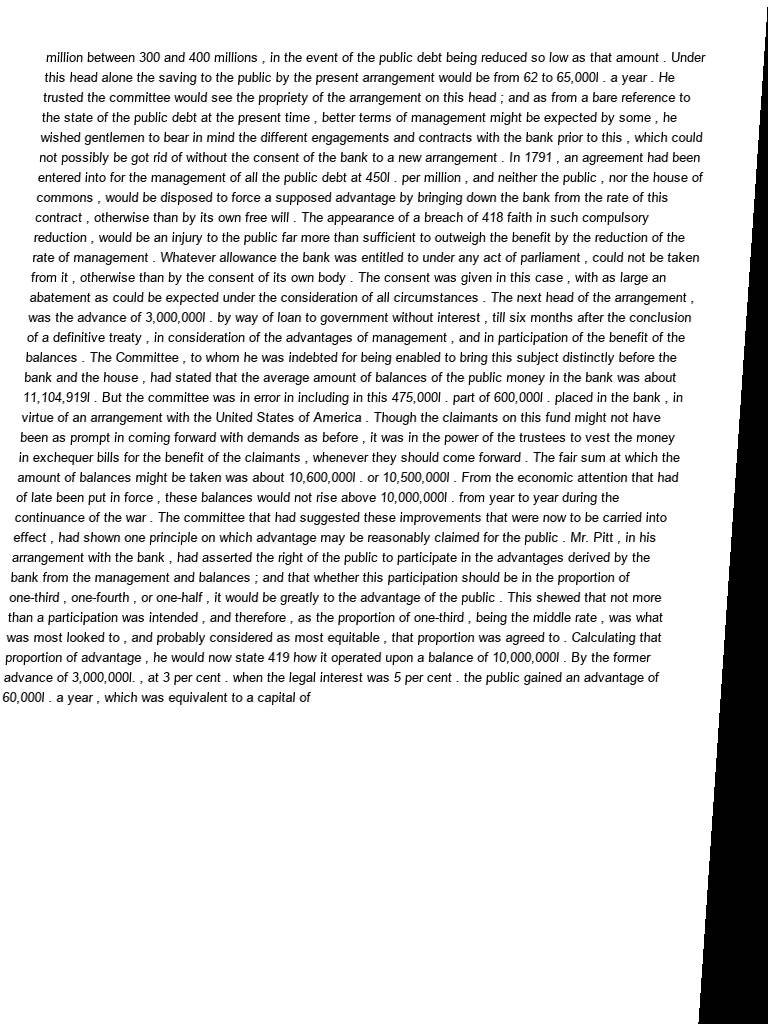 million between 300 and 400 millions , in the event of the public debt being reduced so low as that amount . Under
this head alone the saving to the public by the present arrangement would be from 62 to 65,000l . a year . He
trusted the committee would see the propriety of the arrangement on this head ; and as from a bare reference to
the state of the public debt at the present time , better terms of management might be expected by some , he
wished gentlemen to bear in mind the different engagements and contracts with the bank prior to this , which could
not possibly be got rid of without the consent of the bank to a new arrangement . In 1791 , an agreement had been
entered into for the management of all the public debt at 450l . per million , and neither the public , nor the house of
commons , would be disposed to force a supposed advantage by bringing down the bank from the rate of this
contract , otherwise than by its own free will . The appearance of a breach of 418 faith in such compulsory
reduction , would be an injury to the public far more than sufficient to outweigh the benefit by the reduction of the
rate of management . Whatever allowance the bank was entitled to under any act of parliament , could not be taken
from it , otherwise than by the consent of its own body . The consent was given in this case , with as large an
abatement as could be expected under the consideration of all circumstances . The next head of the arrangement ,
was the advance of 3,000,000l . by way of loan to government without interest , till six months after the conclusion
of a definitive treaty , in consideration of the advantages of management , and in participation of the benefit of the
balances . The Committee , to whom he was indebted for being enabled to bring this subject distinctly before the
bank and the house , had stated that the average amount of balances of the public money in the bank was about
11,104,919l . But the committee was in error in including in this 475,000l . part of 600,000l . placed in the bank , in
virtue of an arrangement with the United States of America . Though the claimants on this fund might not have
been as prompt in coming forward with demands as before , it was in the power of the trustees to vest the money
in exchequer bills for the benefit of the claimants , whenever they should come forward . The fair sum at which the
amount of balances might be taken was about 10,600,000l . or 10,500,000l . From the economic attention that had
of late been put in force , these balances would not rise above 10,000,000l . from year to year during the
continuance of the war . The committee that had suggested these improvements that were now to be carried into
effect , had shown one principle on which advantage may be reasonably claimed for the public . Mr. Pitt , in his
arrangement with the bank , had asserted the right of the public to participate in the advantages derived by the
bank from the management and balances ; and that whether this participation should be in the proportion of
one-third , one-fourth , or one-half , it would be greatly to the advantage of the public . This shewed that not more
than a participation was intended , and therefore , as the proportion of one-third , being the middle rate , was what
was most looked to , and probably considered as most equitable , that proportion was agreed to . Calculating that
proportion of advantage , he would now state 419 how it operated upon a balance of 10,000,000l . By the former
advance of 3,000,000l. , at 3 per cent . when the legal interest was 5 per cent . the public gained an advantage of
60,000l . a year , which was equivalent to a capital of